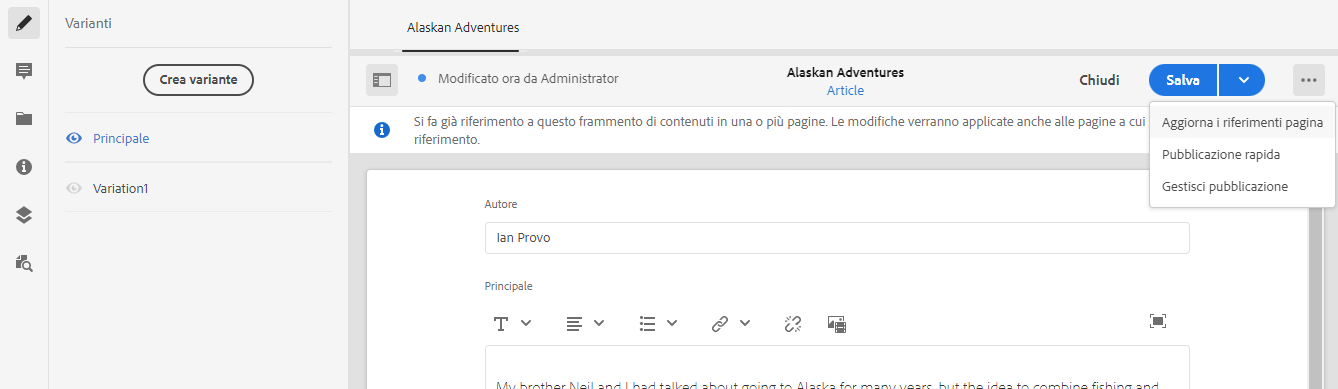 Varianti
Crea variante
Principale
Variation1
Alaskan Adventures
Modificato ora da Administrator
Alaskan Adventures
Article
Chiudi
Salva
Si fa già riferimento a questo frammento di contenuti in una o più pagine. Le modifiche verranno applicate anche alle pagine a cui
riferimento.
Aggiorna i riferimenti pagina
Pubblicazione rapida
Gestisci pubblicazione
Autore
Ian Provo
Principale
My brother Neil and I had talked about going to Alaska for many years, but the idea to combine fishing and